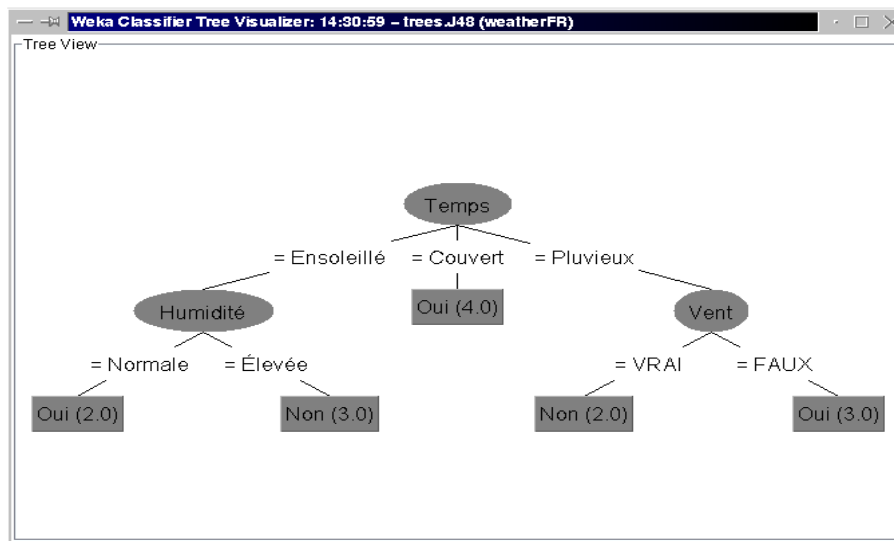 Weka Classifier Tree Visualizer: 14:30:59 – trees.J48 (weatherFR)
Tree View
Temps
= Ensoleillé = Couvert = Pluvieux
Humidité Oui (4.0) Vent
= Normale = Élevée = VRAI = FAUX
Oui (2.0) Non (3.0) Non (2.0) Oui (3.0)